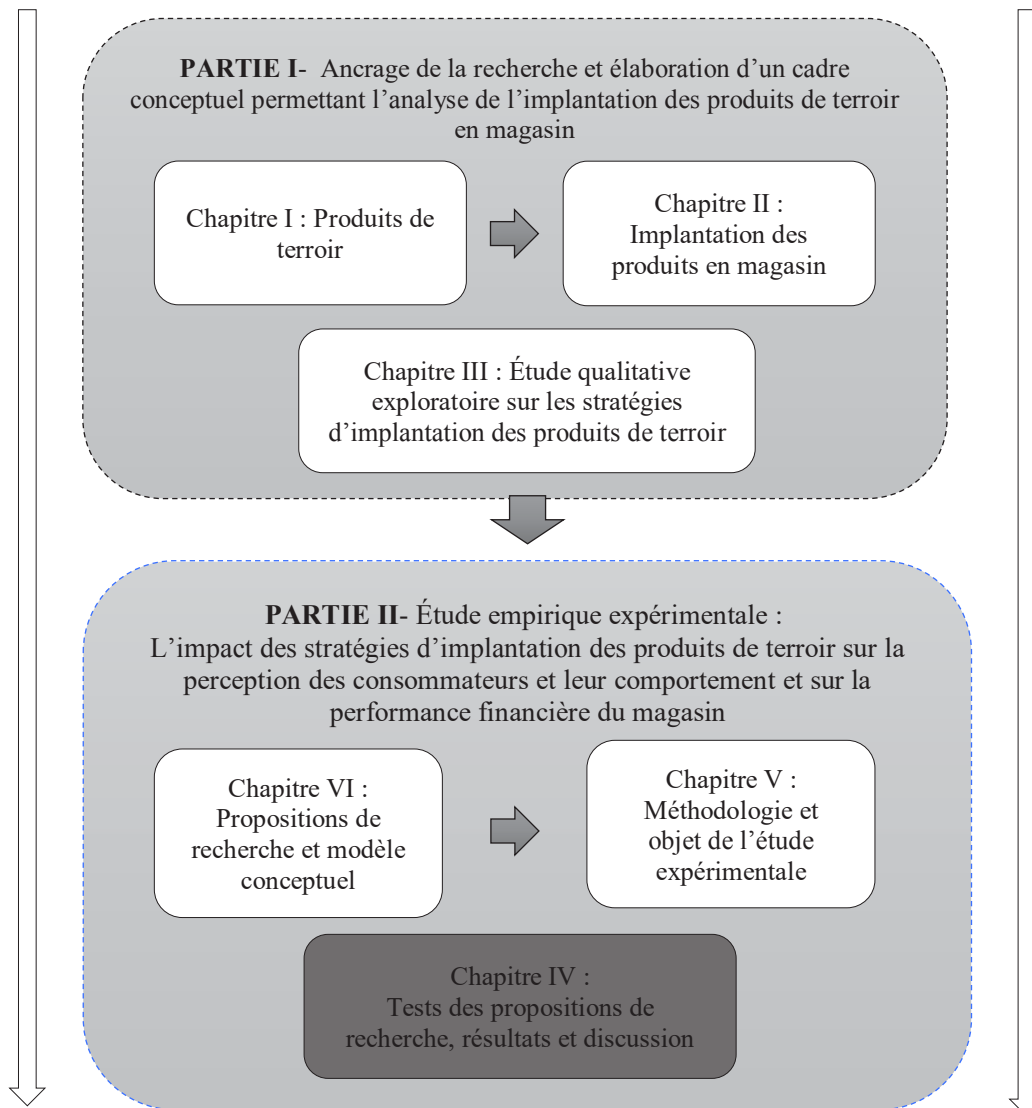 PARTIE I- Ancrage de la recherche et élaboration d’un cadre
conceptuel permettant l’analyse de l’implantation des produits de terroir
en magasin
Chapitre I : Produits de
terroir
Chapitre II :
Implantation des
produits en magasin
Chapitre III : Étude qualitative
exploratoire sur les stratégies
d’implantation des produits de terroir
PARTIE II- Étude empirique expérimentale :
L’impact des stratégies d’implantation des produits de terroir sur la
perception des consommateurs et leur comportement et sur la
performance financière du magasin
Chapitre VI :
Propositions de
recherche et modèle
conceptuel
Chapitre V :
Méthodologie et
objet de l’étude
expérimentale
Chapitre IV :
Tests des propositions de
recherche, résultats et discussion